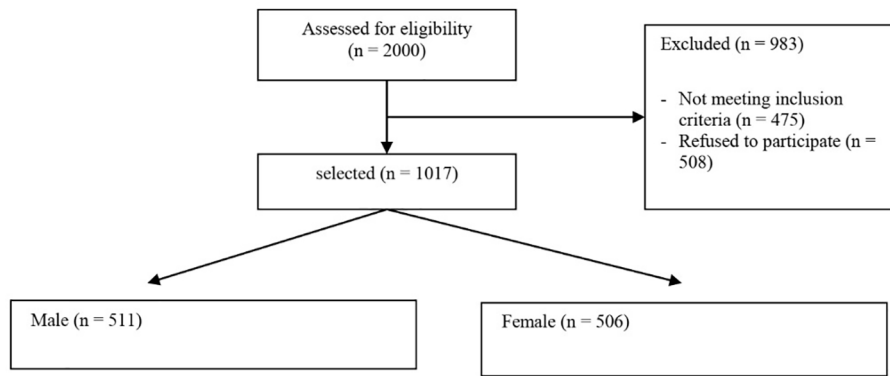 Assessed for eligibility
(n = 2000)
Excluded (n = 983)
- Not meeting inclusion
criteria (n = 475)
- Refused to participate (n =
508)
selected (n = 1017)
Male (n = 511)
Female (n = 506)